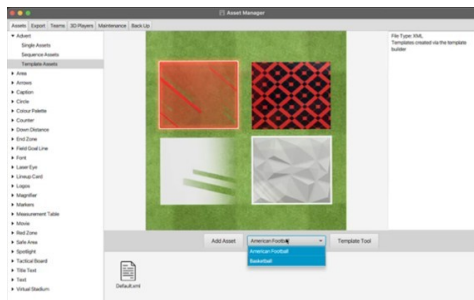 Asset Manager
Assets Export Teams 3D Players Maintenance Back Up
Advert
Single Assets
Sequence Assets
Template Assets
Area
Arrows
Caption
Circle
Colour Palette
Counter
Down Distance
Field Goal Line
Font
Laser Eye
Lineup Card
Logos
Magnifier
Markers
Measurement Table
Movie
Red Zone
Safe Area
Spotlight
Tactical Board
Title Text
Text
Virtual Stadium
File Type: XML
Templates created via the template
builder
Add Asset American Football Template Tool
American Football
Basketball
Default.xml